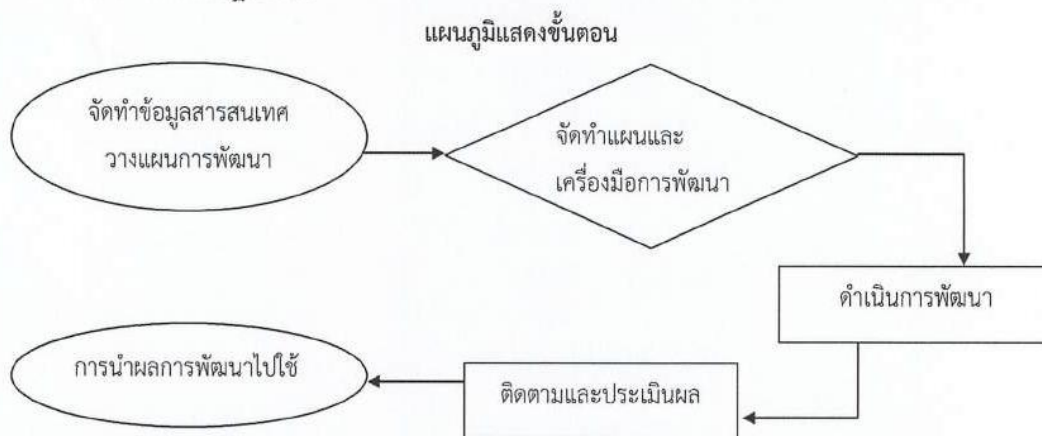 แผนภูมิแสดงขั้นตอน
จัดทำข้อมูลสารสนเทศ
วางแผนการพัฒนา
จัดทำแผนและ
เครื่องมือการพัฒนา
ดำเนินการพัฒนา
ติดตามและประเมินผล
การนำผลการพัฒนาไปใช้